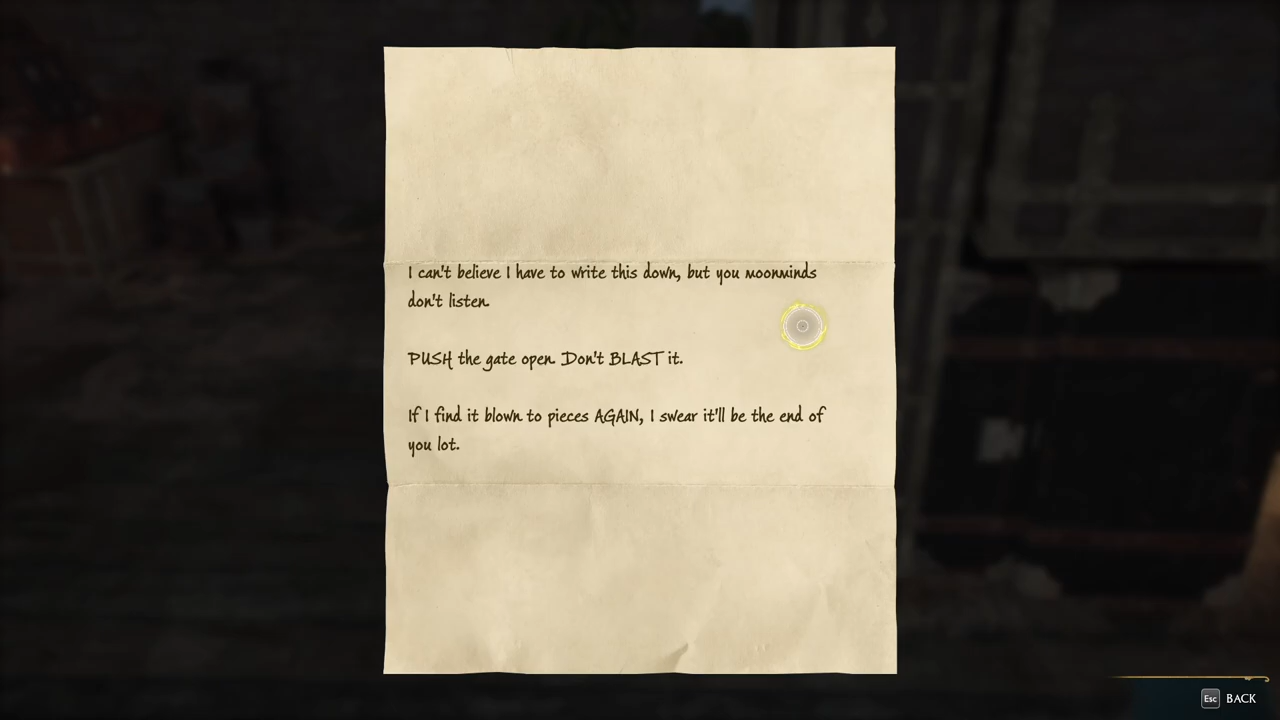 I can't believe I have to write this down, but you moonminds
don't listen.
PUSH the gate open. Don't BLAST it.
If I find it blown to pieces AGAIN, I swear it'll be the end of
you lot.
Esc BACK